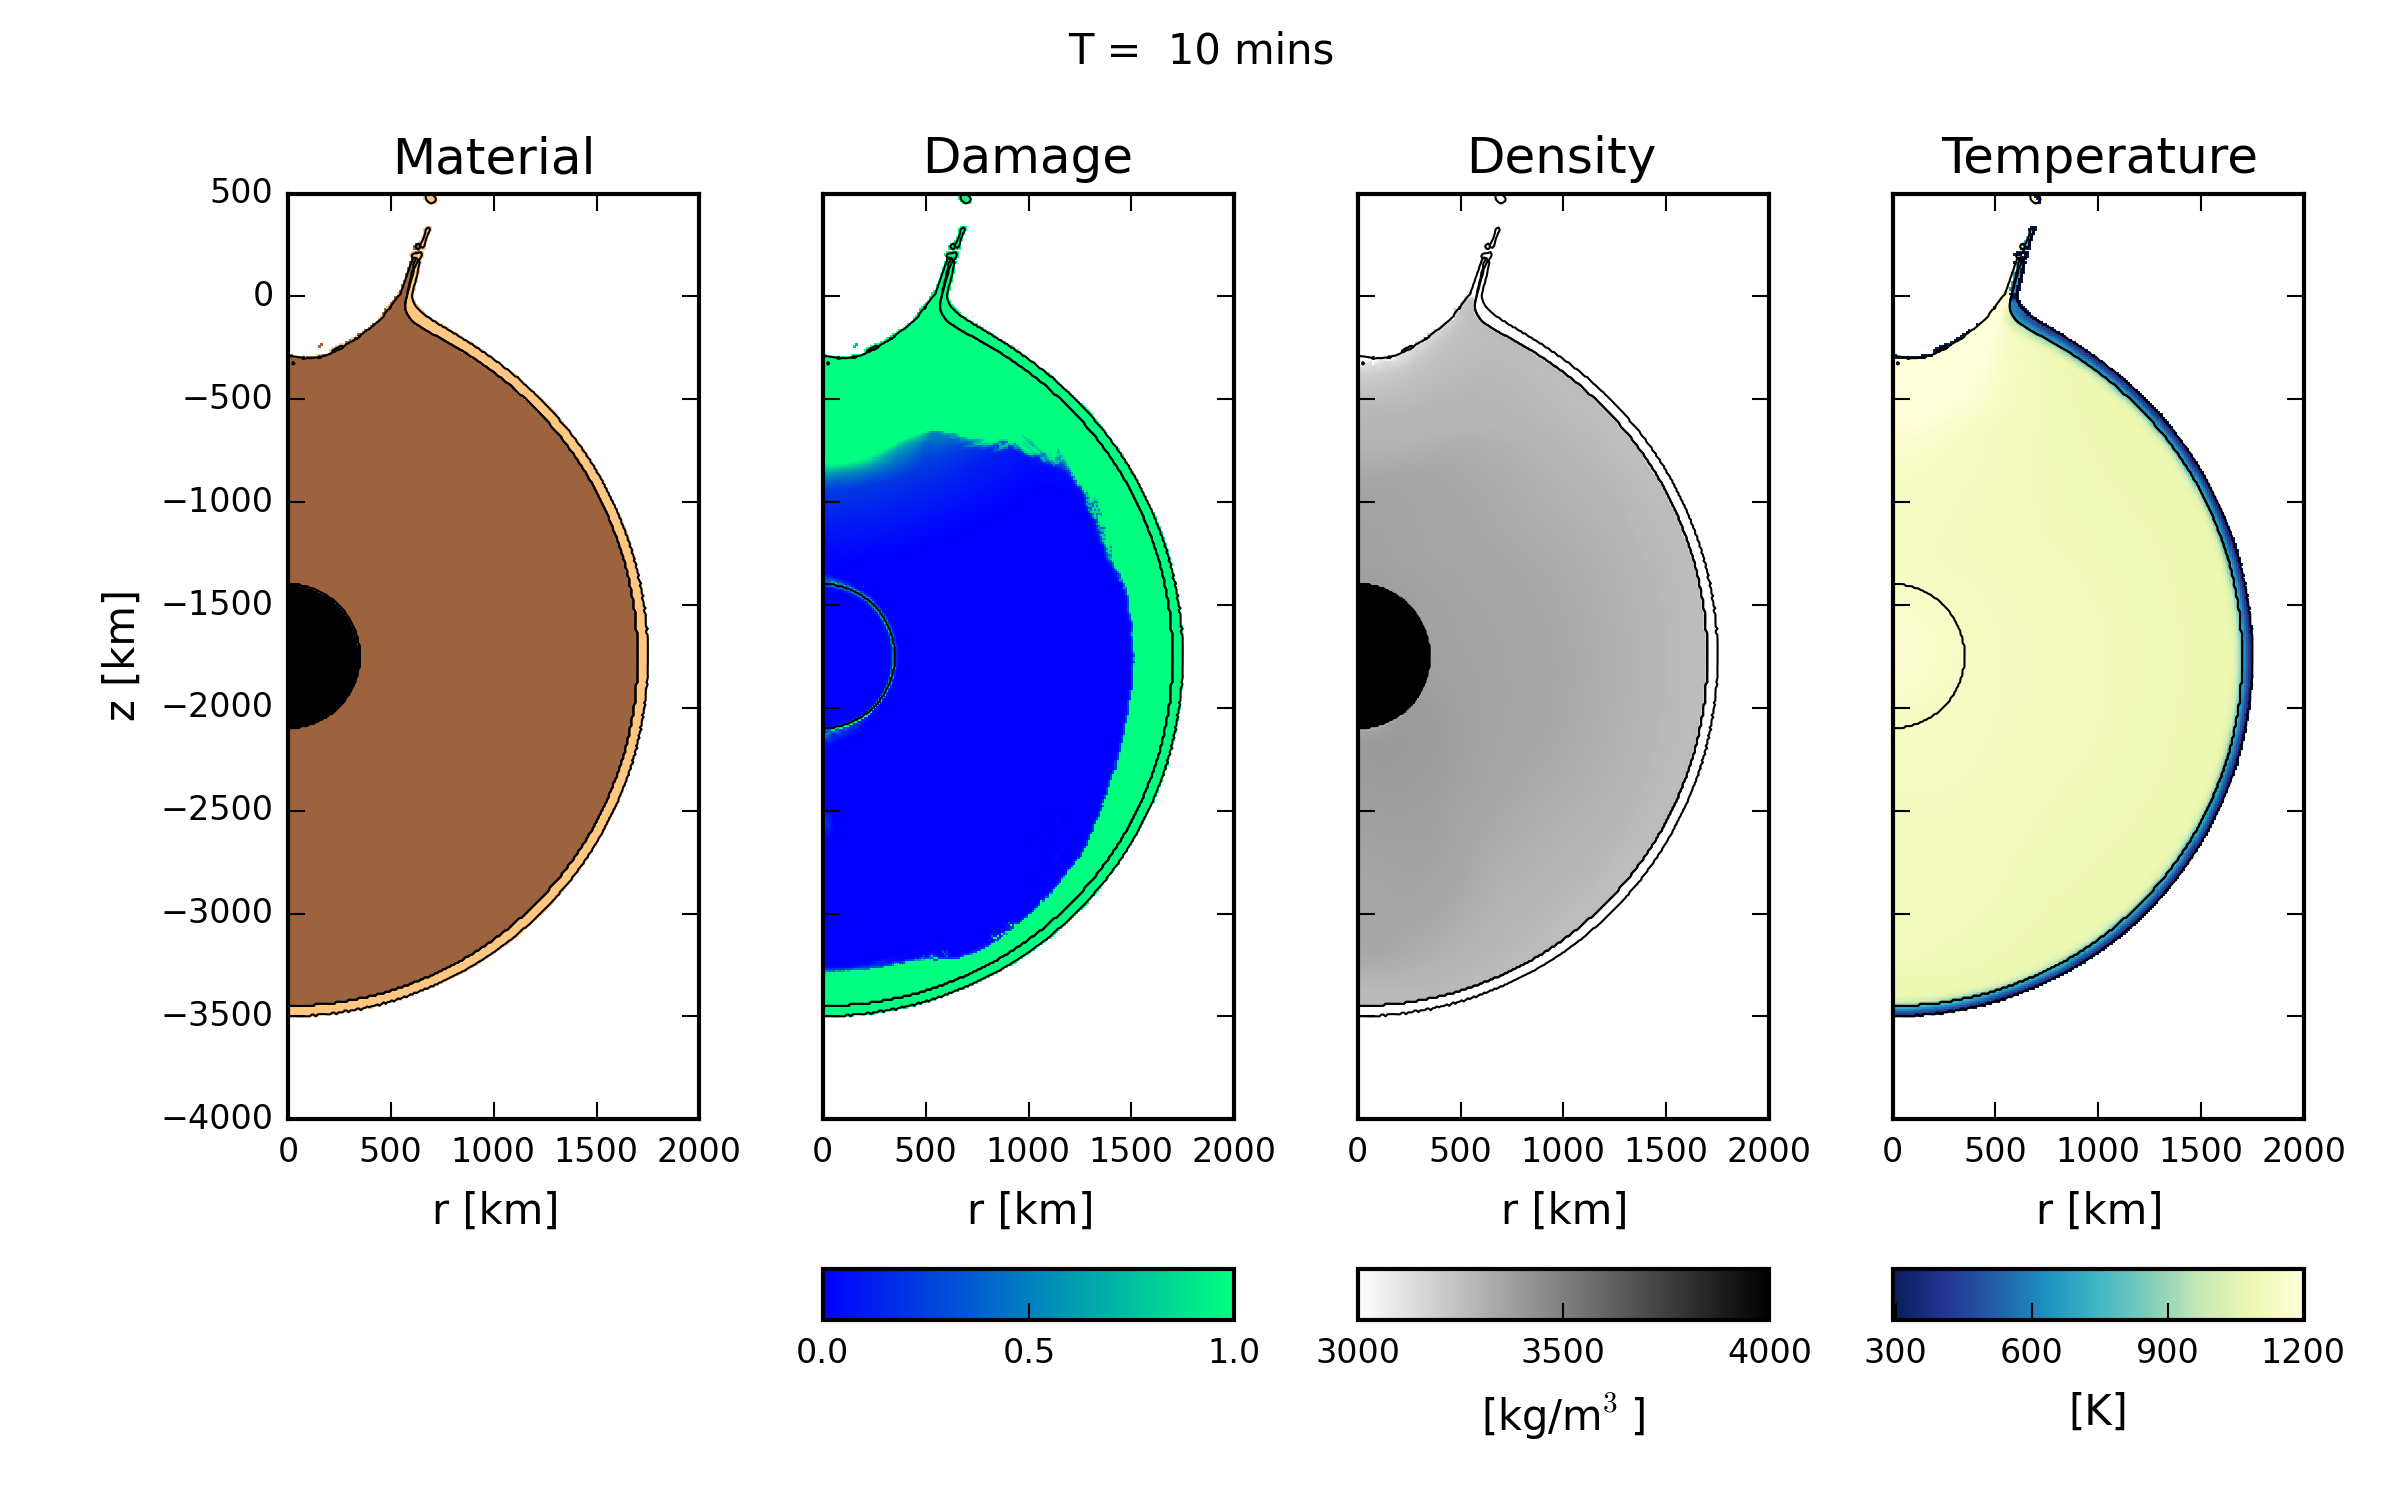 T =  10 mins
Material Damage Density Temperature
500
0
−500
−1000
−1500
−2000
−2500
−3000
−3500
−4000
z [km]
0 500 1000 1500 2000 0 500 1000 1500 2000 0 500 1000 1500 2000 0 500 1000 1500 2000
r [km] r [km] r [km] r [km]
0.0 0.5 1.0 3000 3500 4000 300 600 900 1200
[kg/m³ ] [K]